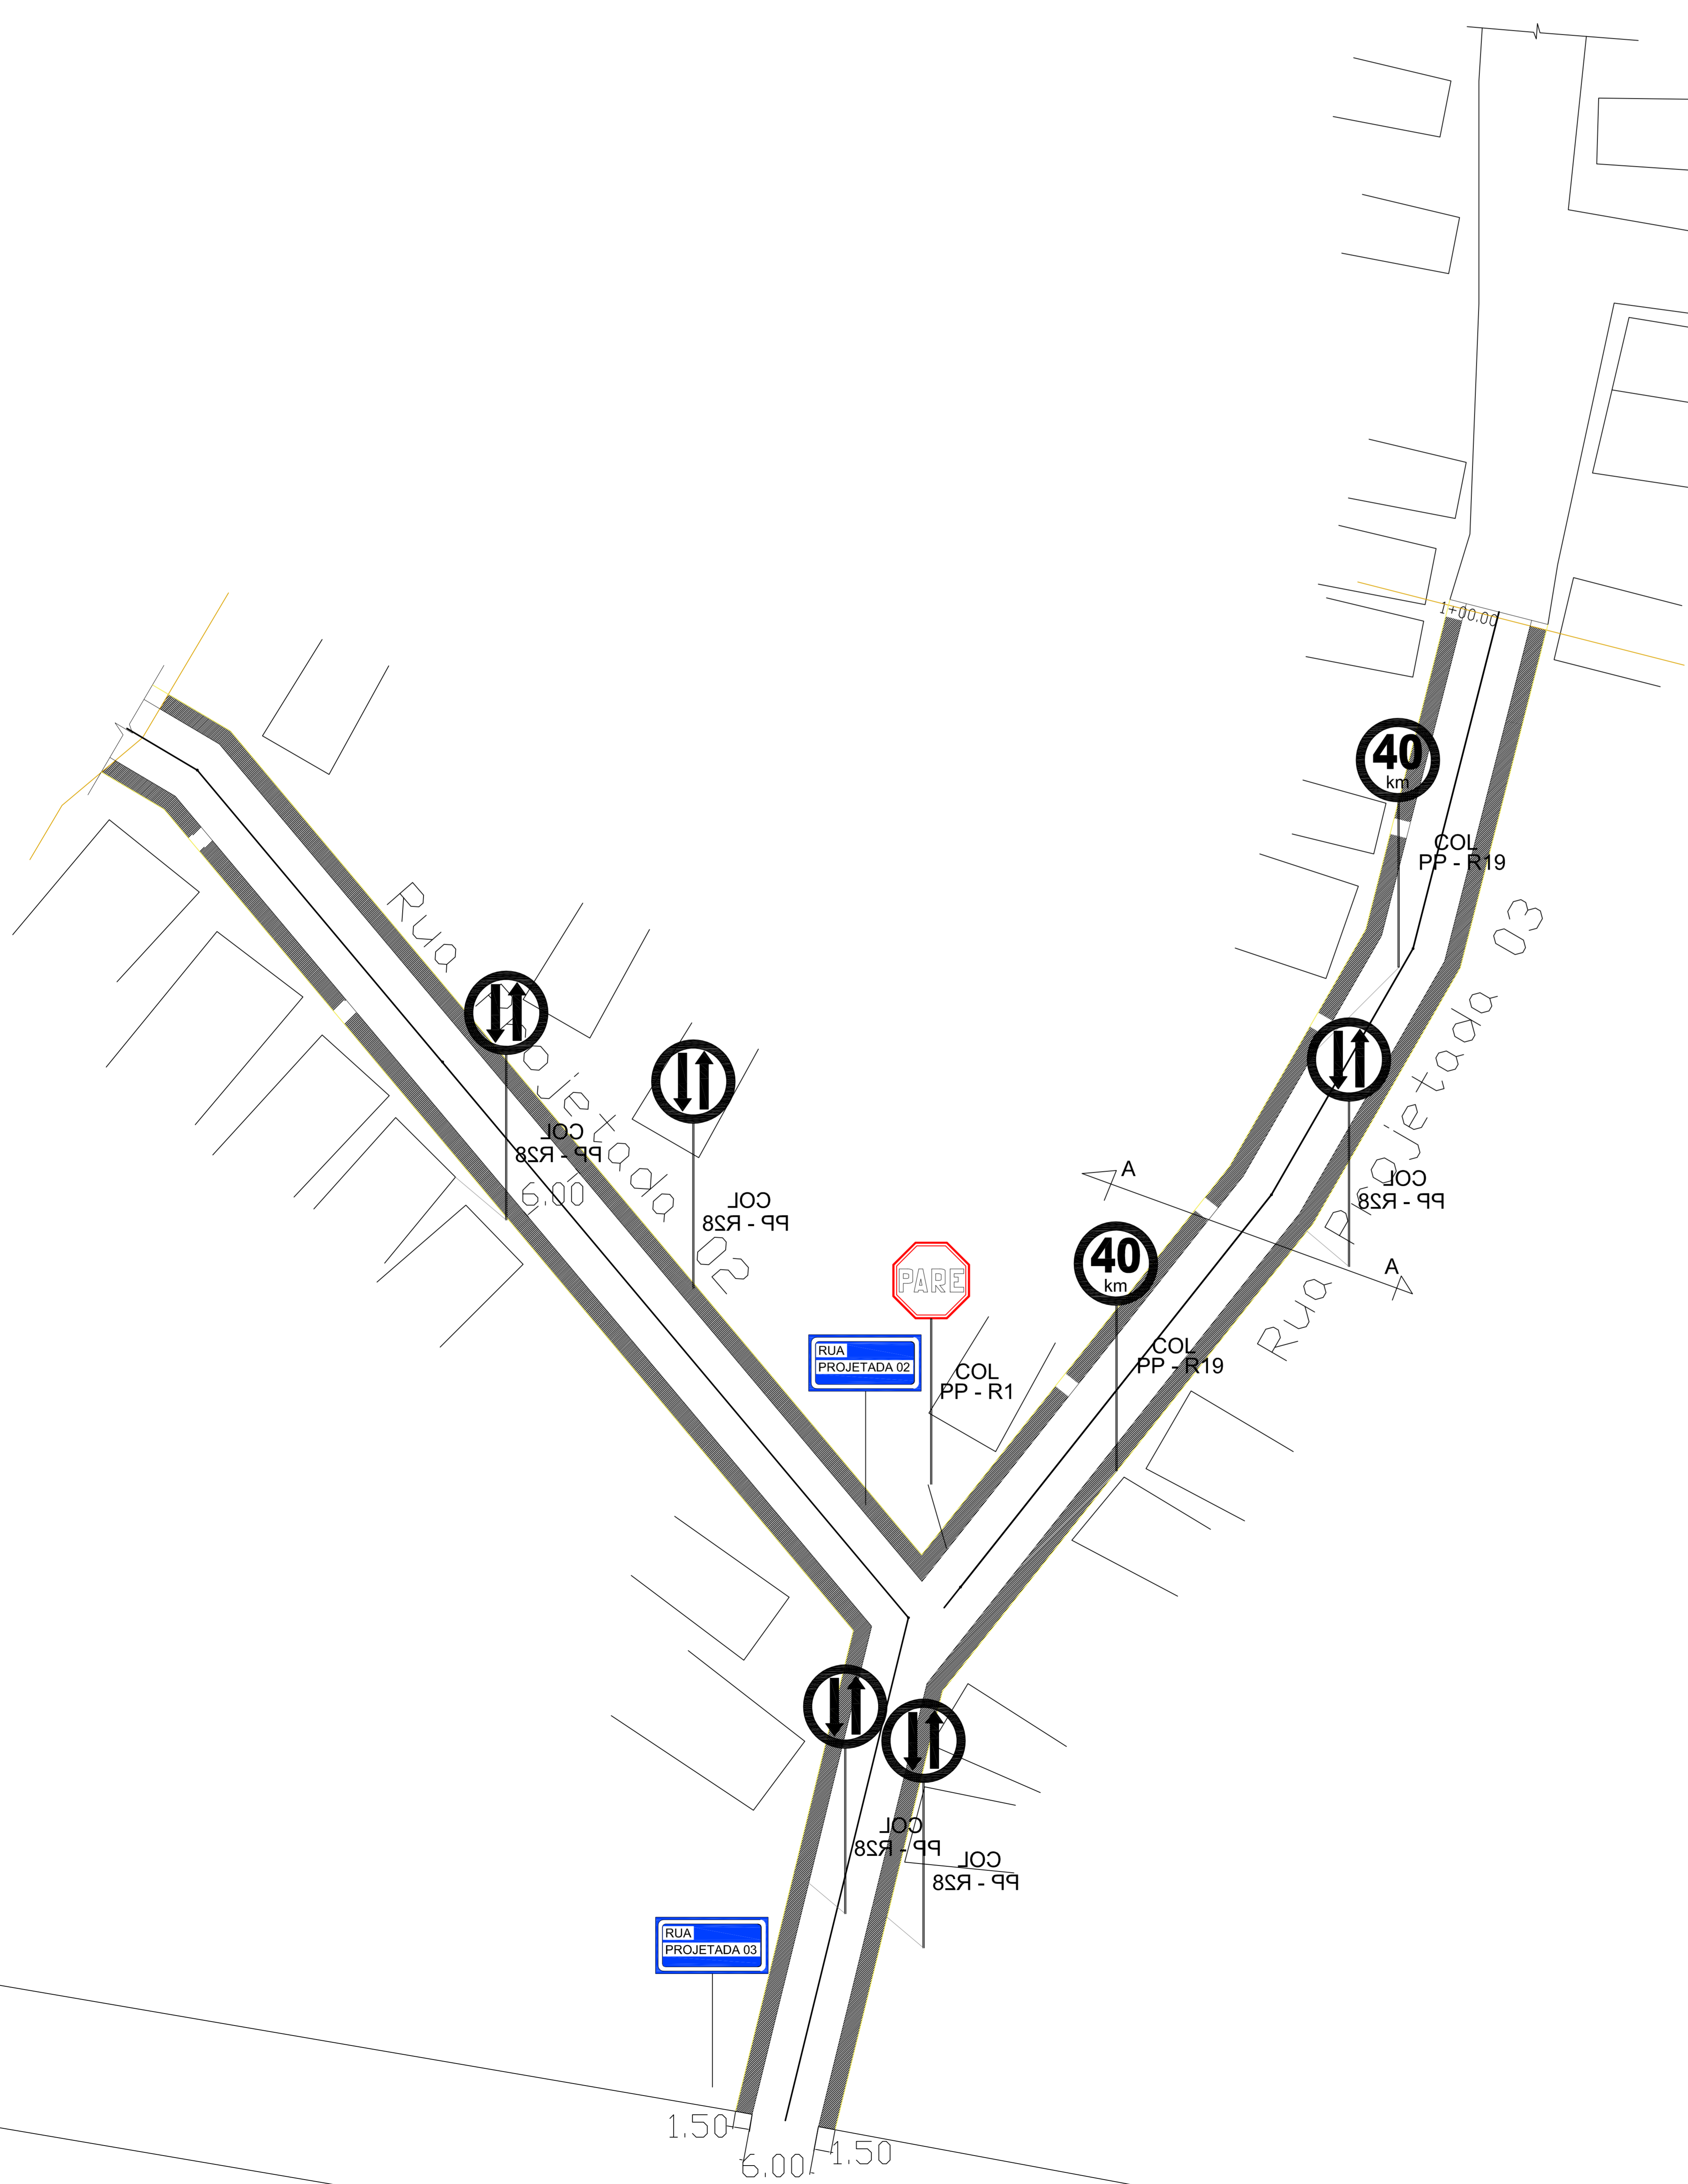 1+00.00
40
km
COL
PP - R19
Rua Projetada 02
COL
PP - R28
6.00
COL
PP - R28
Rua Projetada 03
COL
PP - R28
A
A
40
km
COL
PP - R19
PARE
COL
PP - R1
RUA
PROJETADA 02
COL
PP - R28
COL
PP - R28
RUA
PROJETADA 03
1.50
6.00
1.50